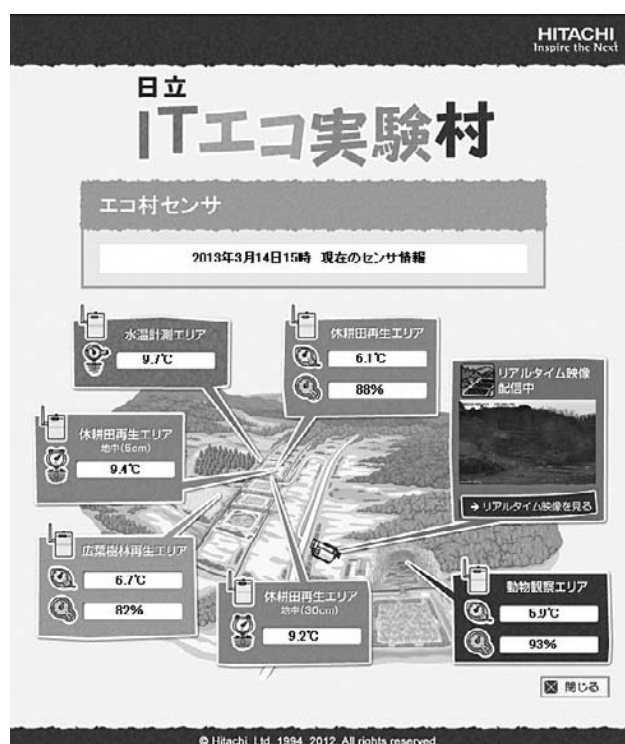 HITACHI
Inspire the Next
日立
ITエコ実験村
エコ村センサ
2013年3月14日15時 現在のセンサ情報
水温計測エリア
9.7℃
休耕田再生エリア
6.1℃
88%
リアルタイム映像
配信中
→リアルタイム映像を見る
休耕田再生エリア
地中(5cm)
9.4℃
広葉樹林再生エリア
6.7℃
82%
休耕田再生エリア
地中(30cm)
9.2℃
動物観察エリア
93%
閉じる
© Hitachi, Ltd. 1994, 2012. All rights reserved.